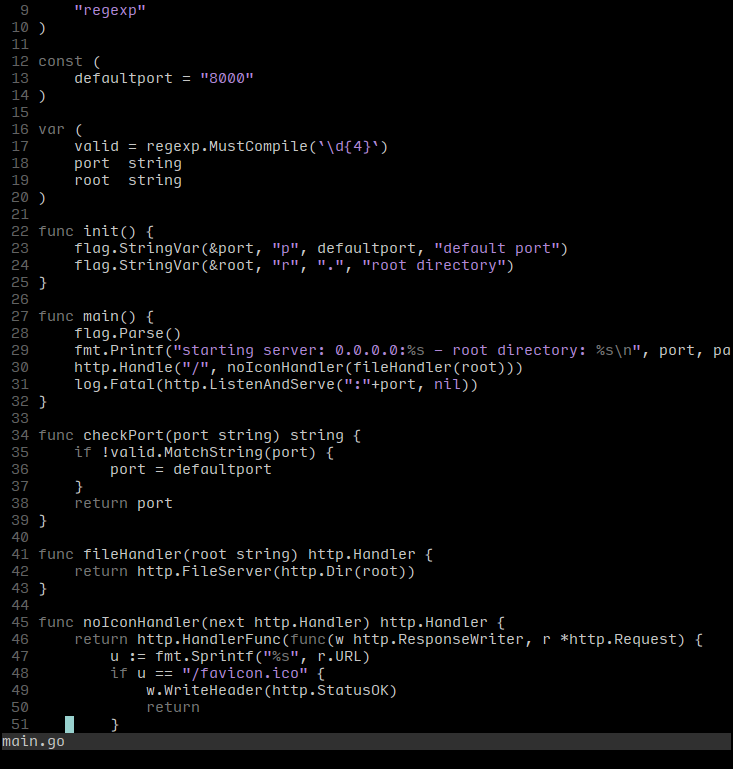 9     "regexp"
10 )
11
12 const (
13     defaultport = "8000"
14 )
15
16 var (
17     valid = regexp.MustCompile(`\d{4}`)
18     port  string
19     root  string
20 )
21
22 func init() {
23     flag.StringVar(&port, "p", defaultport, "default port")
24     flag.StringVar(&root, "r", ".", "root directory")
25 }
26
27 func main() {
28     flag.Parse()
29     fmt.Printf("starting server: 0.0.0.0:%s - root directory: %s\n", port, pa
30     http.Handle("/", noIconHandler(fileHandler(root)))
31     log.Fatal(http.ListenAndServe(":"+port, nil))
32 }
33
34 func checkPort(port string) string {
35     if !valid.MatchString(port) {
36         port = defaultport
37     }
38     return port
39 }
40
41 func fileHandler(root string) http.Handler {
42     return http.FileServer(http.Dir(root))
43 }
44
45 func noIconHandler(next http.Handler) http.Handler {
46     return http.HandlerFunc(func(w http.ResponseWriter, r *http.Request) {
47         u := fmt.Sprintf("%s", r.URL)
48         if u == "/favicon.ico" {
49             w.WriteHeader(http.StatusOK)
50             return
51         }
main.go